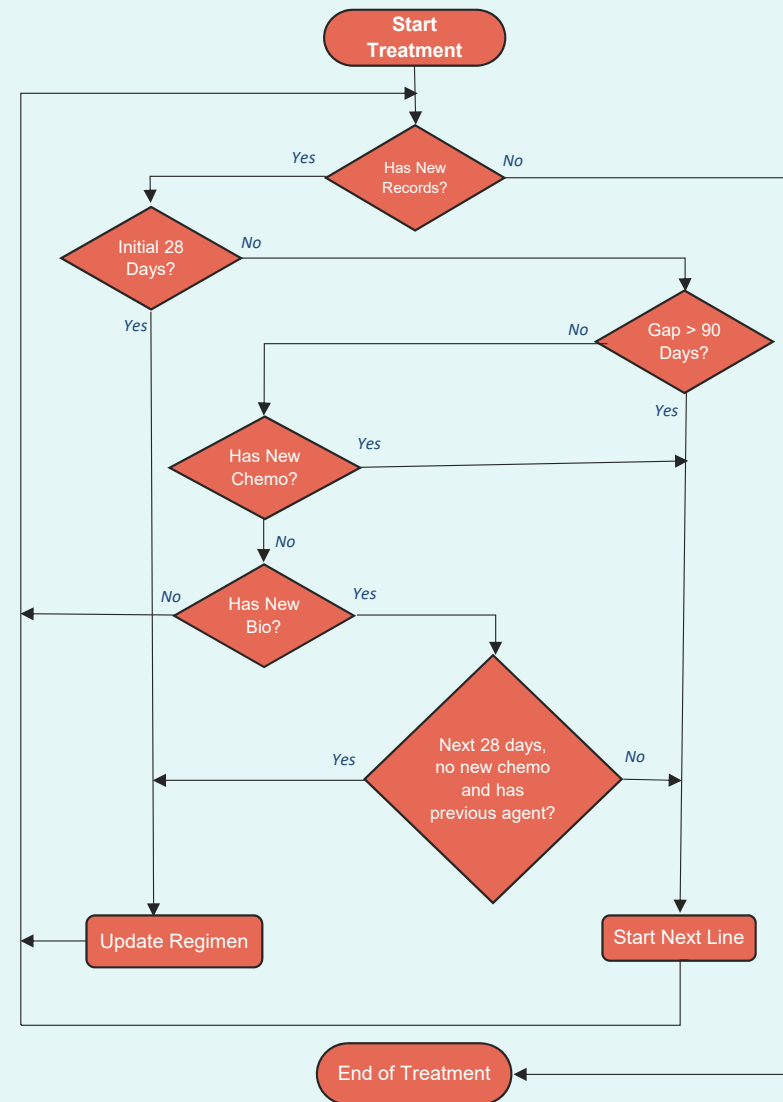 Start
Treatment
Yes
Has New
Records?
No
Initial 28
Days?
No
Yes
No
Gap > 90
Days?
Yes
Has New
Chemo?
Yes
No
No
Has New
Bio?
Yes
Yes
Next 28 days,
no new chemo
and has
previous agent?
No
Update Regimen
Start Next Line
End of Treatment